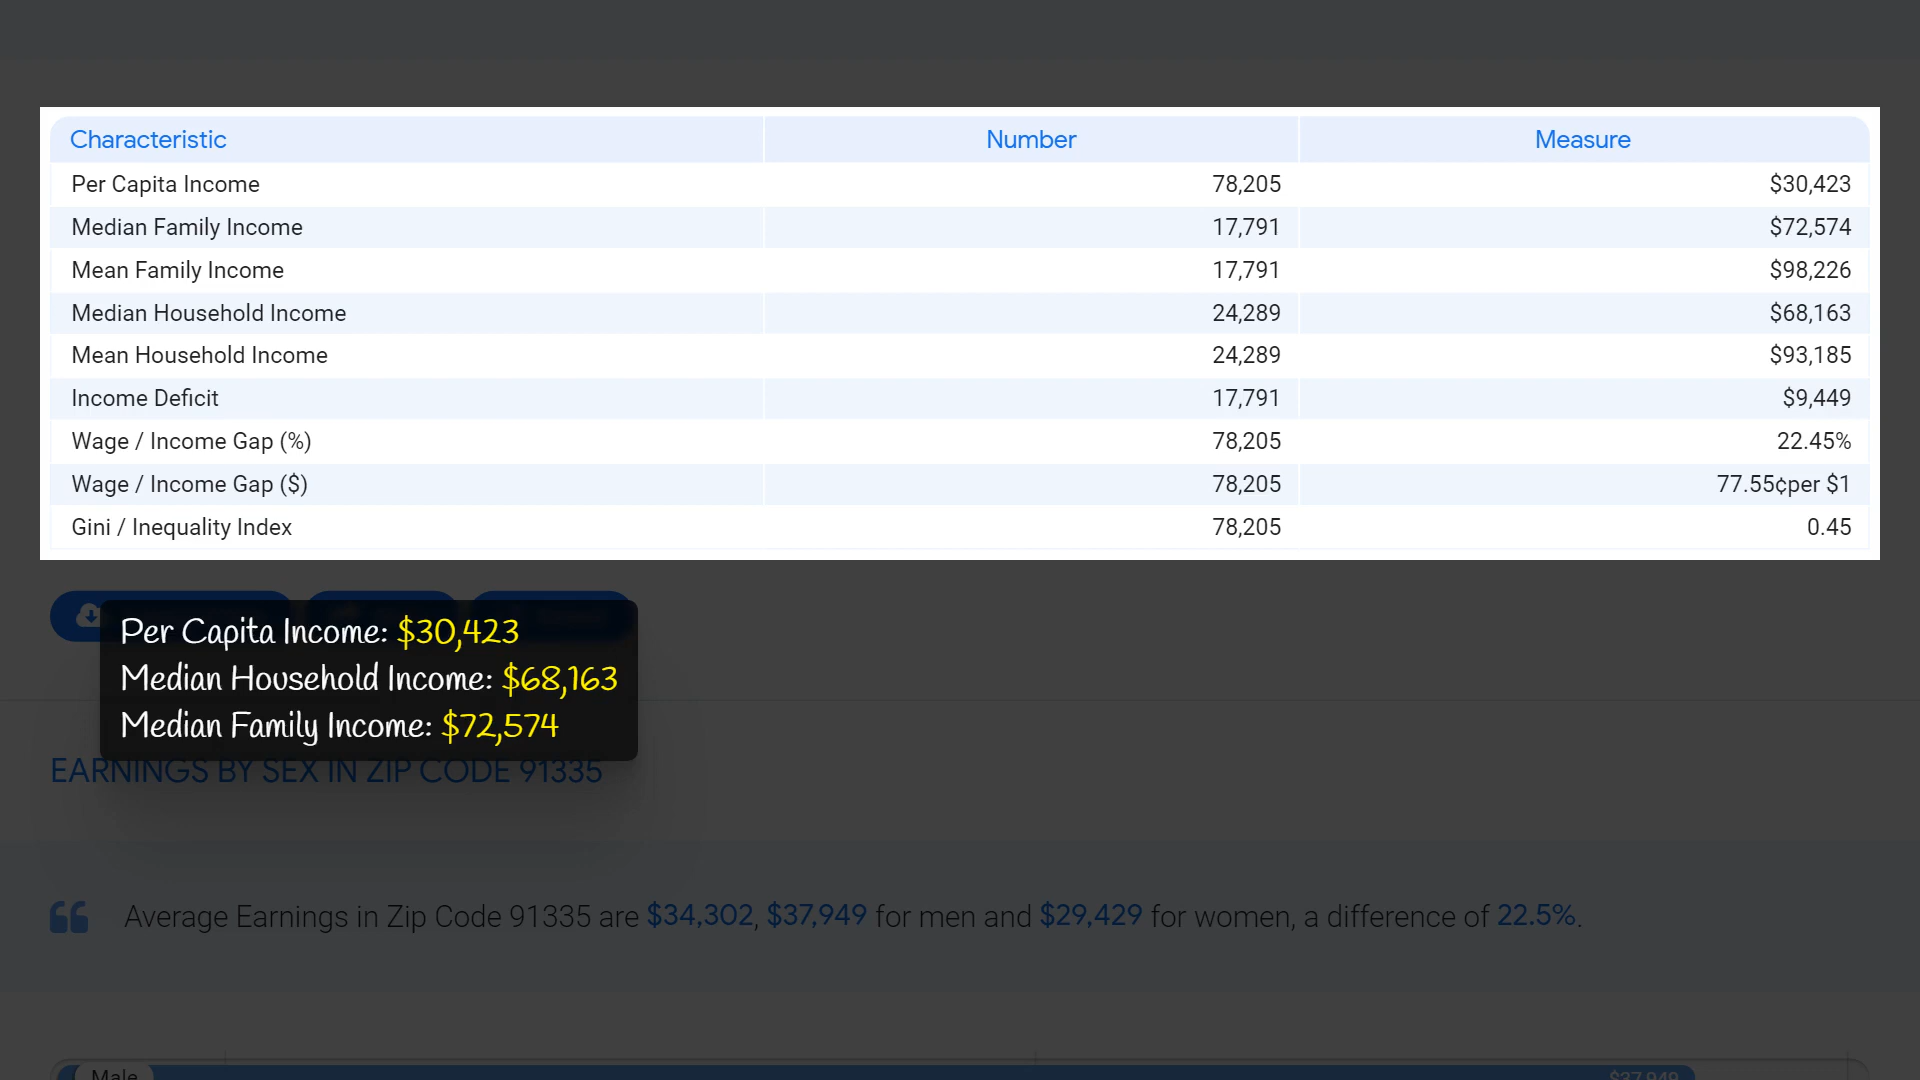 Characteristic Number Measure
Per Capita Income 78,205 $30,423
Median Family Income 17,791 $72,574
Mean Family Income 17,791 $98,226
Median Household Income 24,289 $68,163
Mean Household Income 24,289 $93,185
Income Deficit 17,791 $9,449
Wage / Income Gap (%) 78,205 22.45%
Wage / Income Gap ($) 78,205 77.55¢per $1
Gini / Inequality Index 78,205 0.45
Per Capita Income: $30,423
Median Household Income: $68,163
Median Family Income: $72,574
EARNINGS BY SEX IN ZIP CODE 91335
Average Earnings in Zip Code 91335 are $34,302, $37,949 for men and $29,429 for women, a difference of 22.5%.
Male $37,949